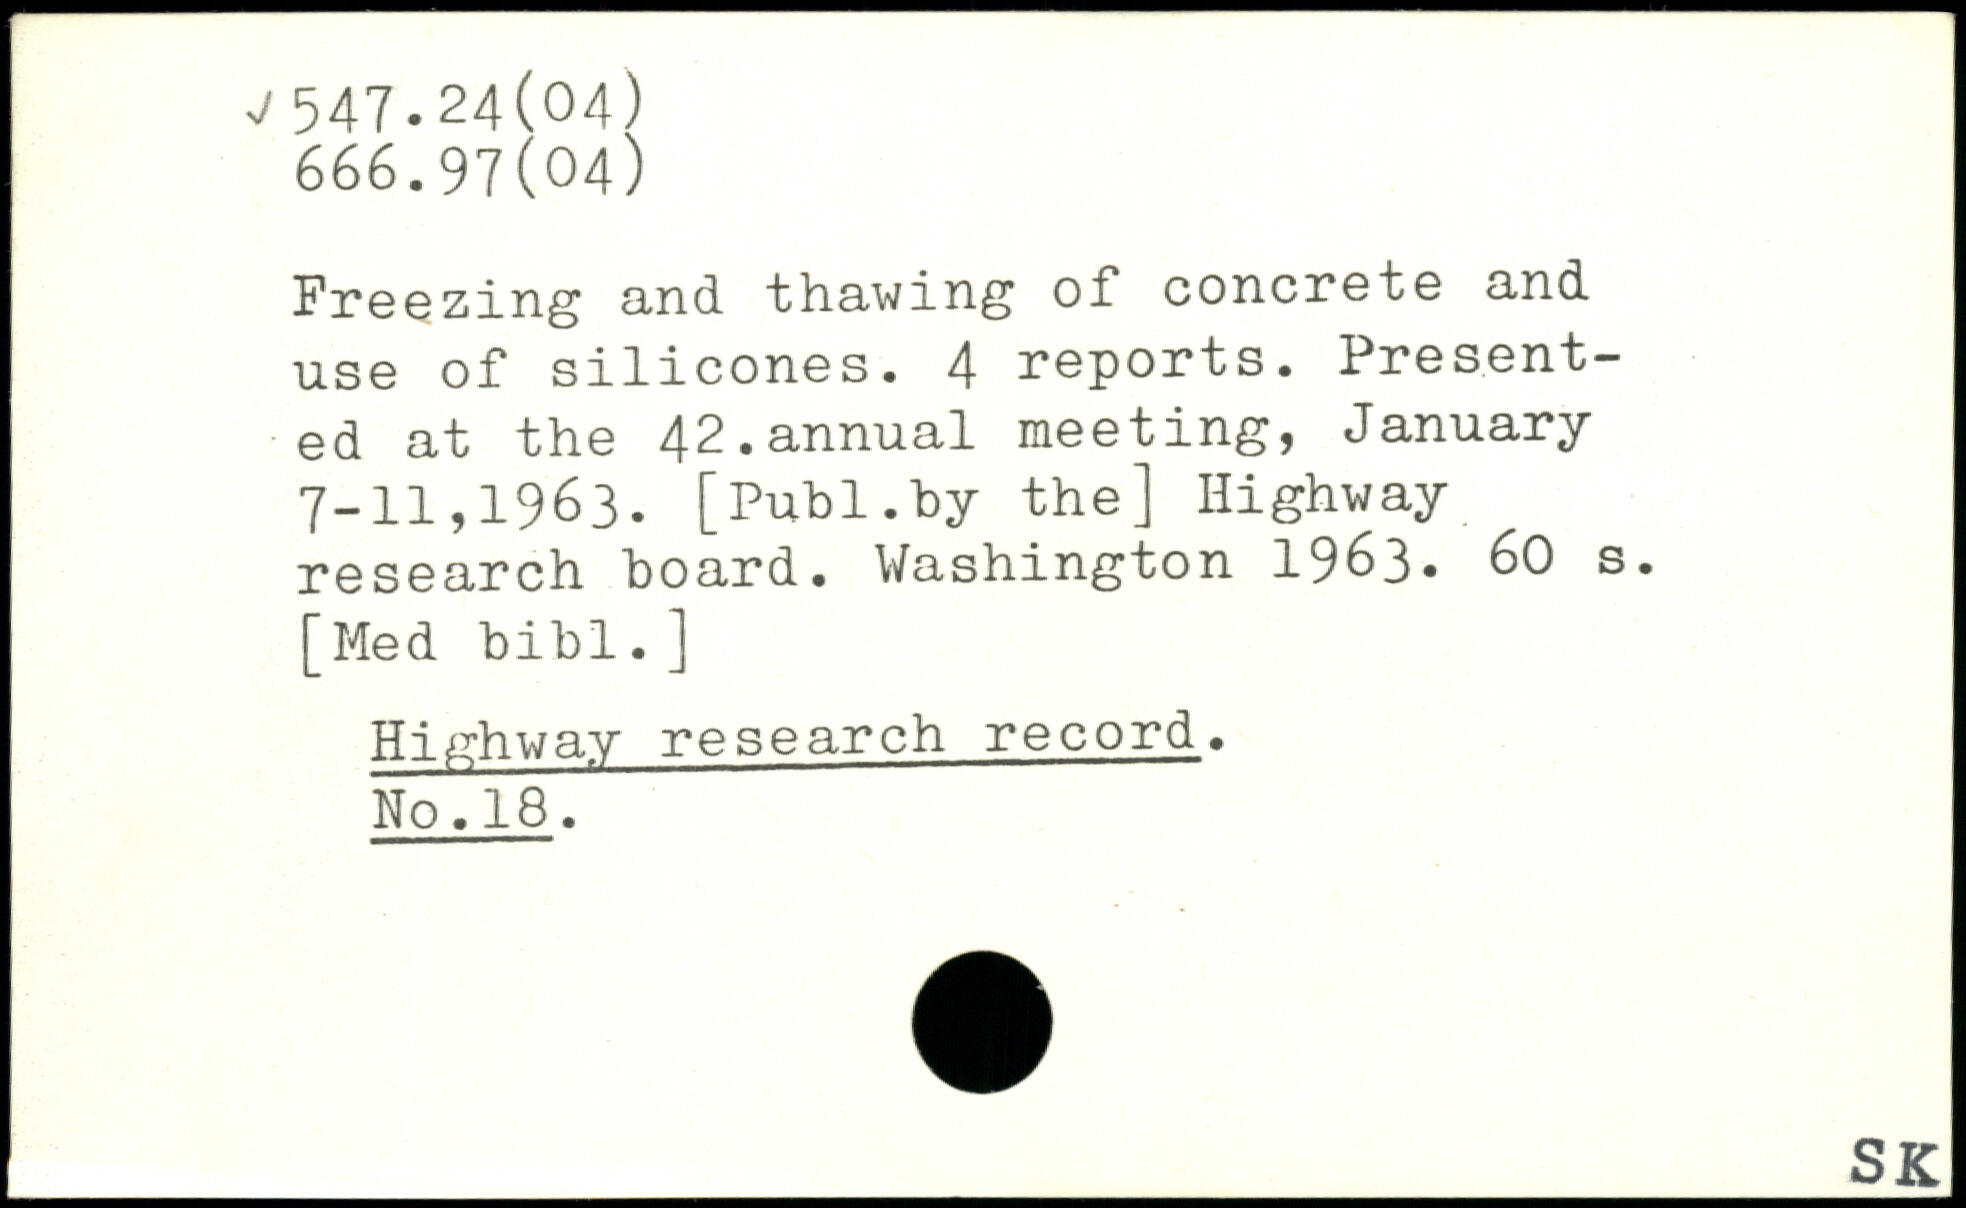 ✓ 547.24(04)
666.97(04)
Freezing and thawing of concrete and
use of silicones. 4 reports. Present-
ed at the 42.annual meeting, January
7-11,1963. [Publ.by the] Highway
research board. Washington 1963. 60 s.
[Med bibl.]
Highway research record.
No.18.
SK